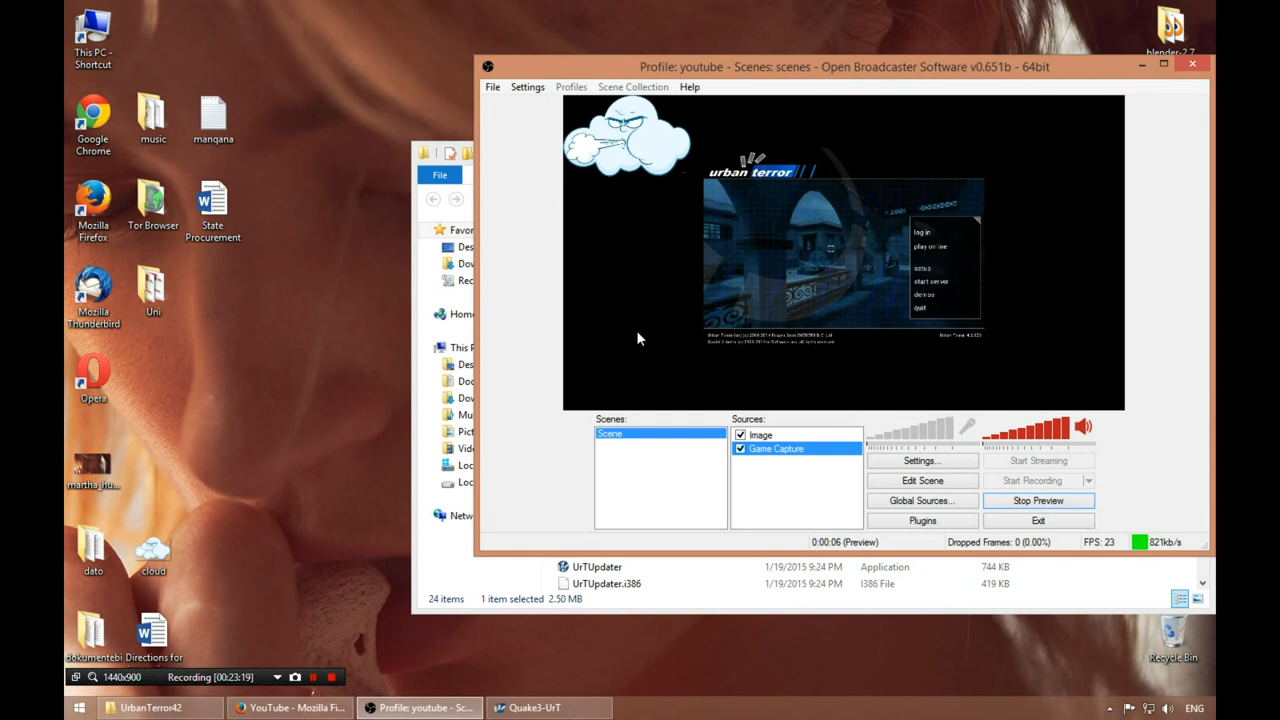 This PC - Shortcut
Google Chrome
music
manqana
Mozilla Firefox
Tor Browser
State Procurement
Mozilla Thunderbird
Uni
Opera
martha_hu...
dato
cloud
dokumentebi
Directions for
blender-2.7
Recycle Bin
Profile: youtube - Scenes: scenes - Open Broadcaster Software v0.651b - 64bit
File Settings Profiles Scene Collection Help
urban terror
log in
play online
setup
start server
demos
quit
Scenes:
Scene
Sources:
Image
Game Capture
Settings...
Start Streaming
Edit Scene
Start Recording
Global Sources...
Stop Preview
Plugins
Exit
0:00:06 (Preview)
Dropped Frames: 0 (0.00%)
FPS: 23
821kb/s
File
Favor
Des
Dov
Rec
Home
This P
Des
Doc
Dov
Mu
Pict
Vide
Loc
Loc
Netw
UrTUpdater 1/19/2015 9:24 PM Application 744 KB
UrTUpdater.i386 1/19/2015 9:24 PM I386 File 419 KB
24 items 1 item selected 2.50 MB
1440x900 Recording [00:23:19]
UrbanTerror42
YouTube - Mozilla Fi...
Profile: youtube - Sc...
Quake3-UrT
ENG